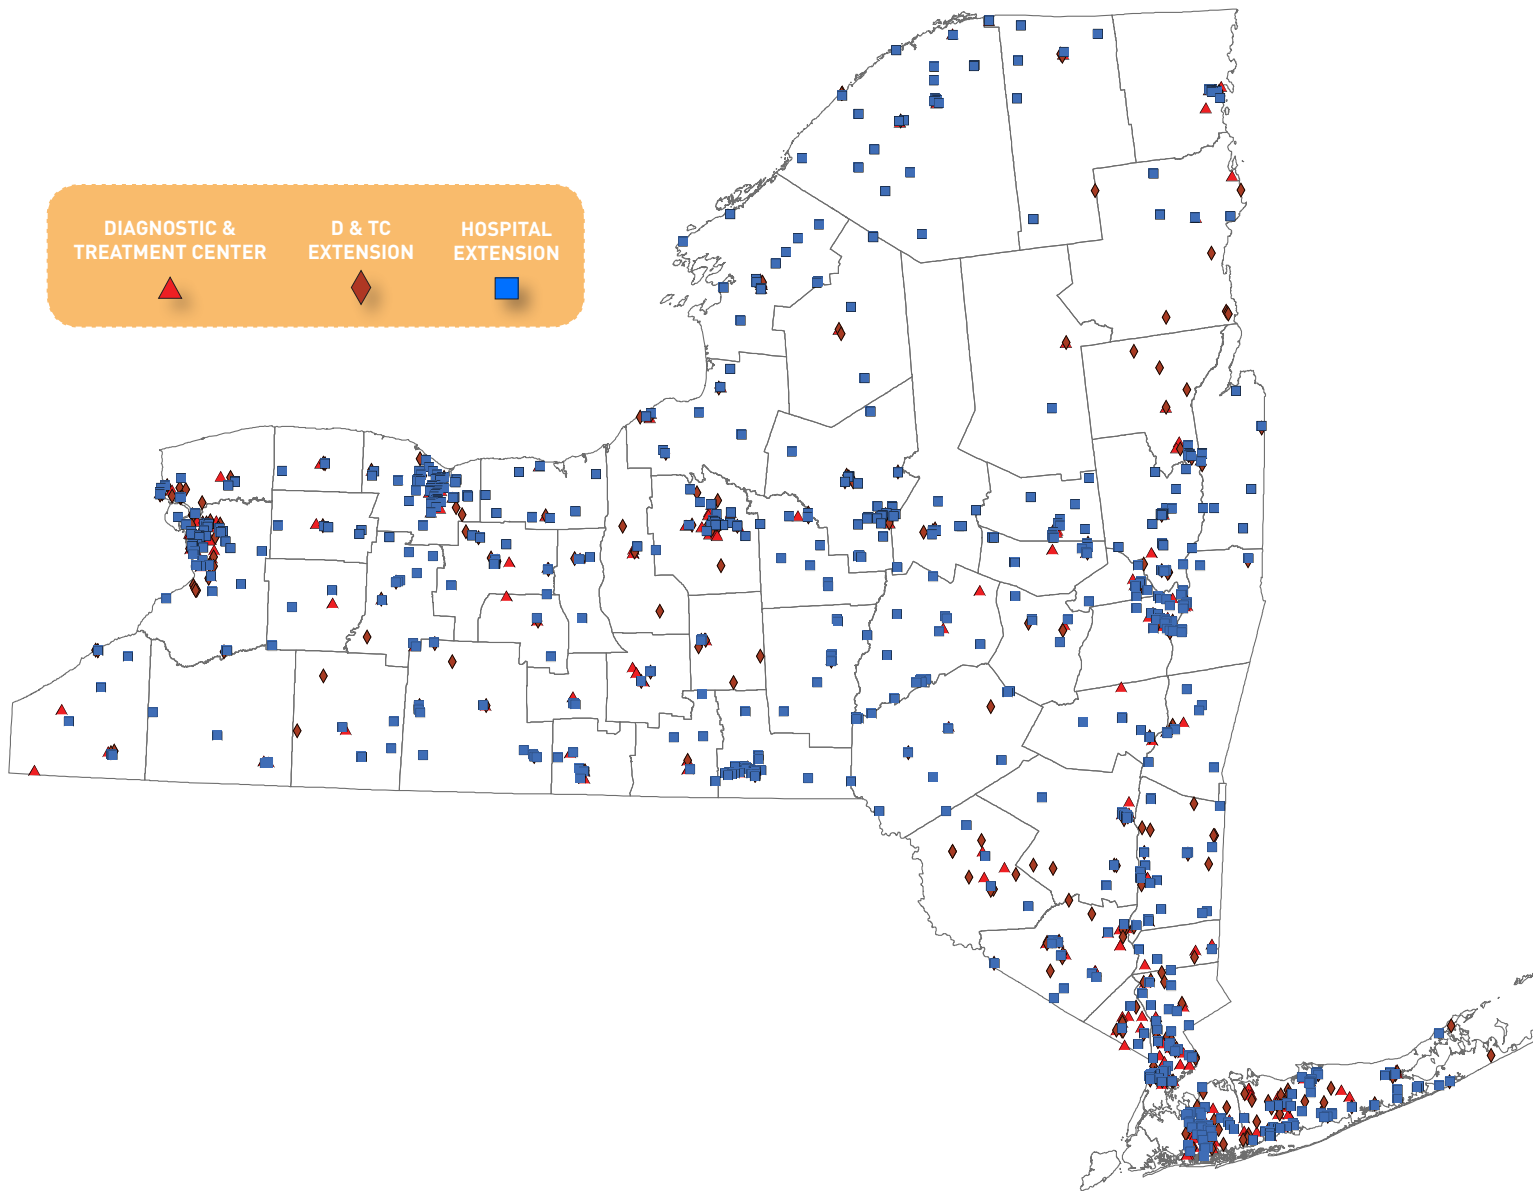 DIAGNOSTIC &
TREATMENT CENTER
D & TC
EXTENSION
HOSPITAL
EXTENSION